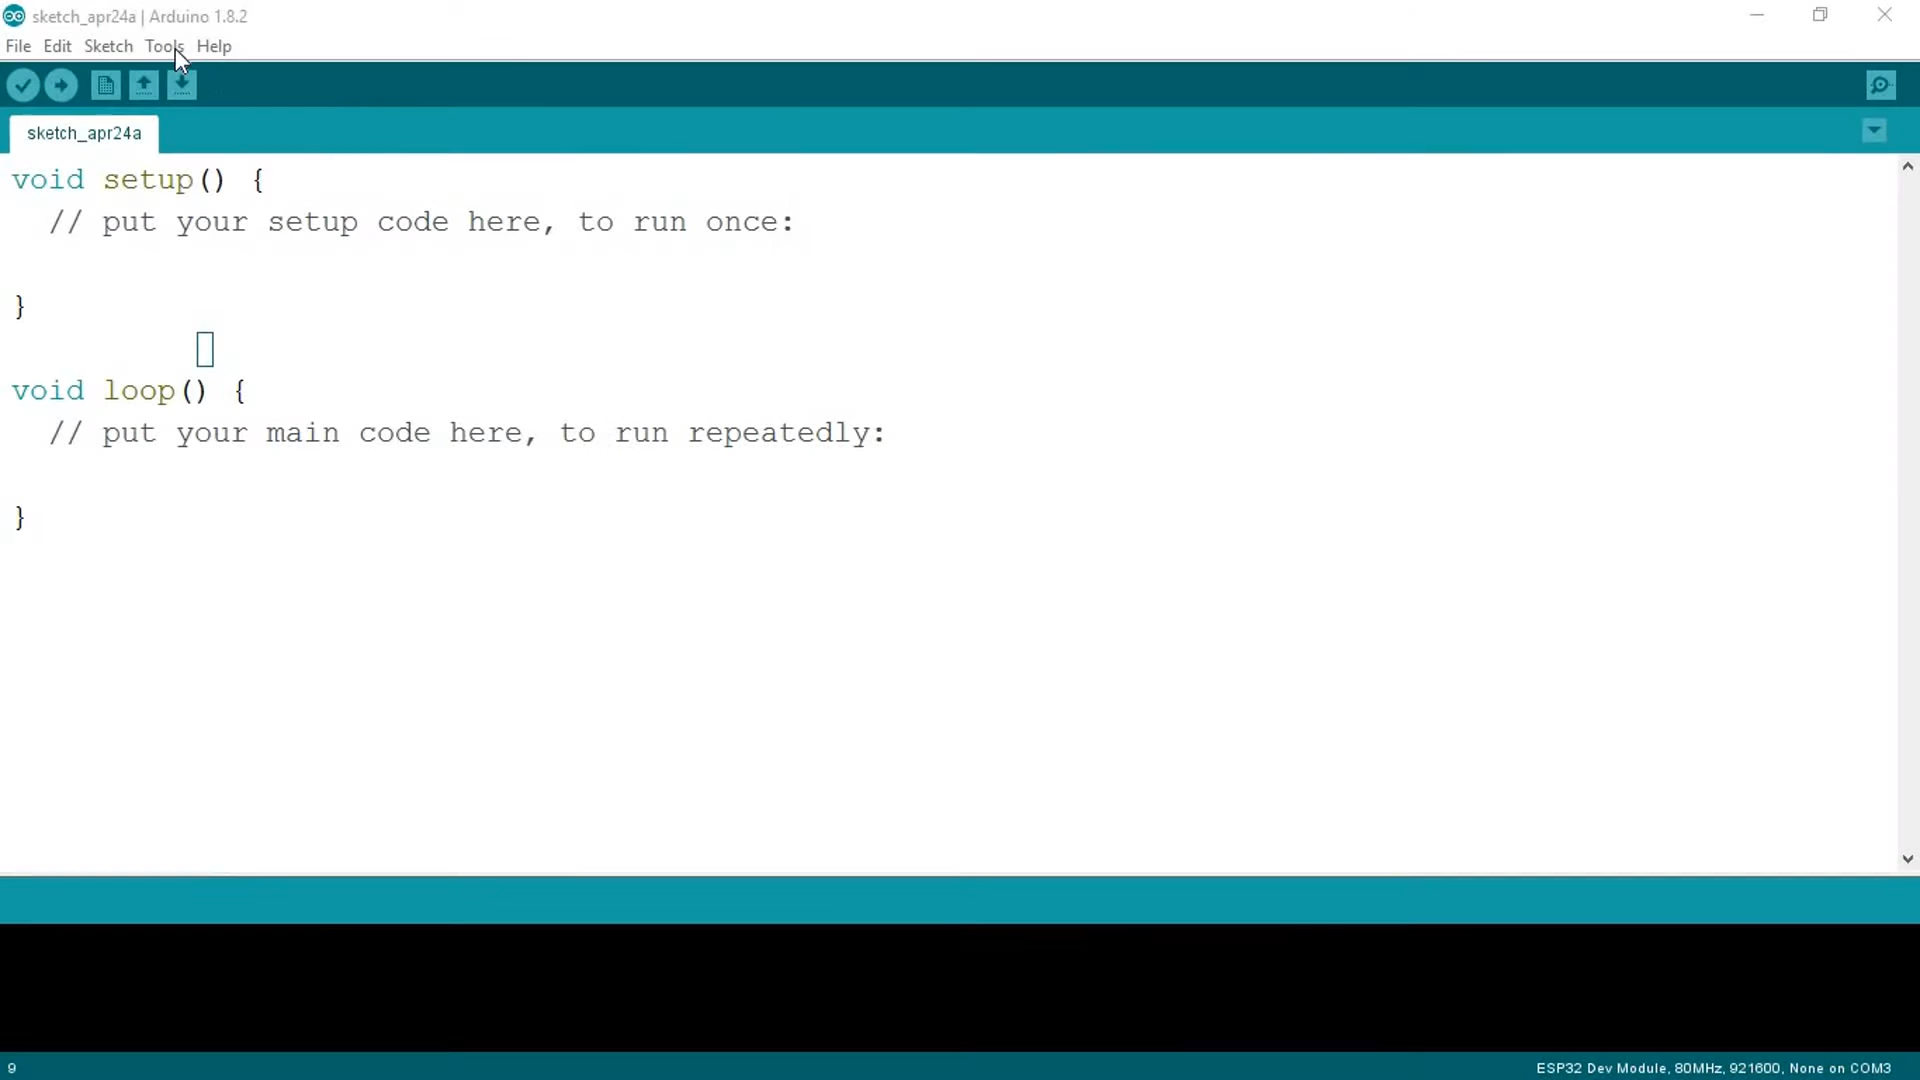 sketch_apr24a | Arduino 1.8.2
File Edit Sketch Tools Help
sketch_apr24a
void setup() {
  // put your setup code here, to run once:
}
void loop() {
  // put your main code here, to run repeatedly:
}
9
ESP32 Dev Module, 80MHz, 921600, None on COM3